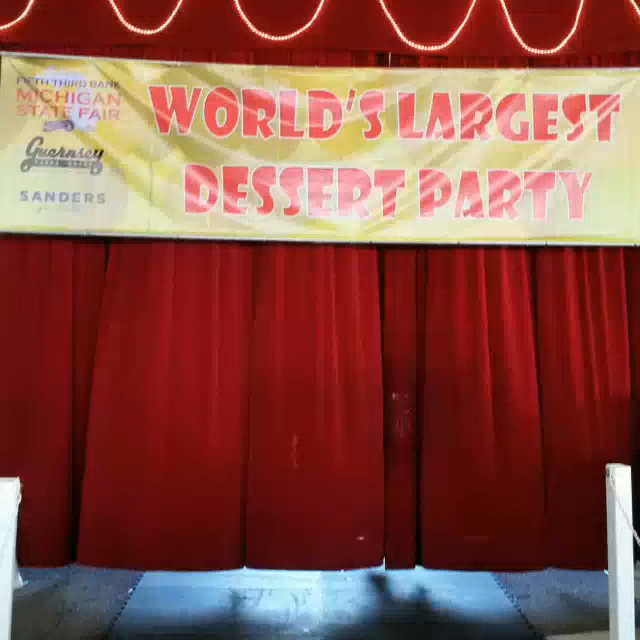 FIFTH THIRD BANK
MICHIGAN
STATE FAIR
Guernsey
SANDERS
WORLD'S LARGEST
DESSERT PARTY